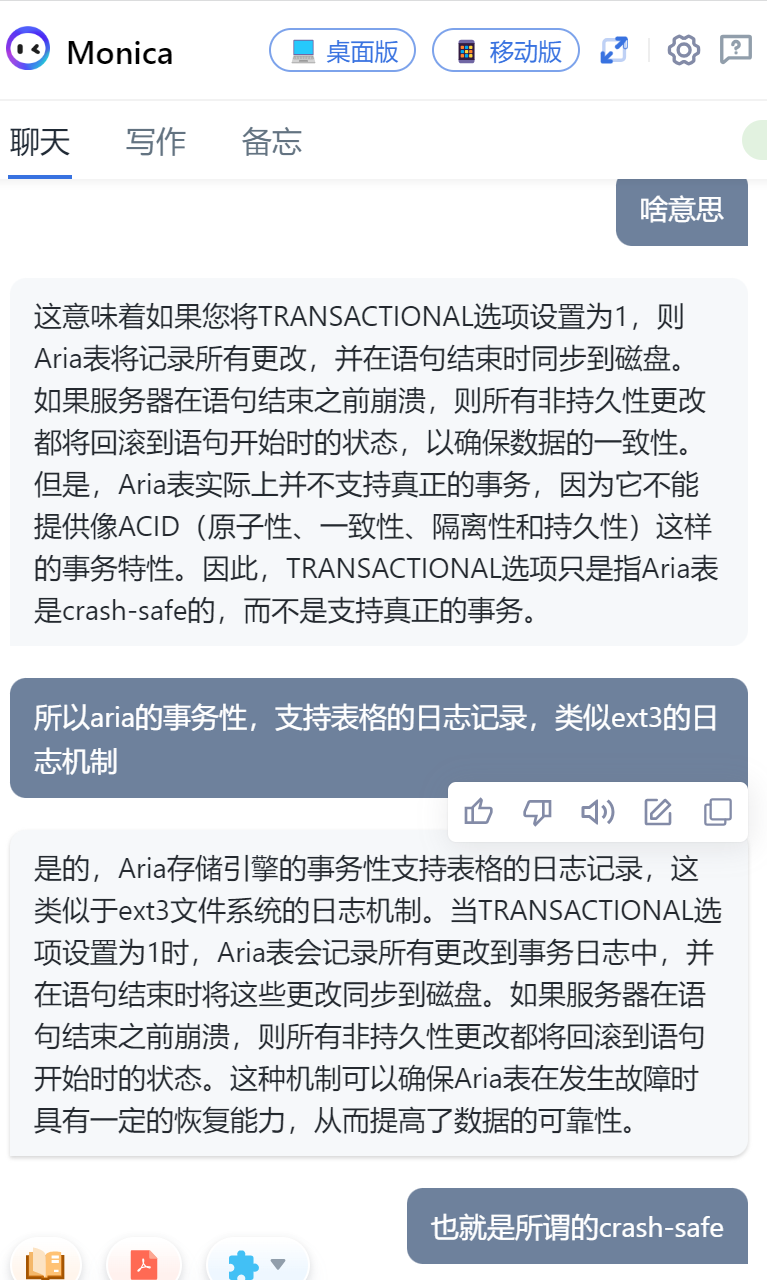 Monica
桌面版
移动版
聊天
写作
备忘
啥意思
这意味着如果您将TRANSACTIONAL选项设置为1，则
Aria表将记录所有更改，并在语句结束时同步到磁盘。
如果服务器在语句结束之前崩溃，则所有非持久性更改
都将回滚到语句开始时的状态，以确保数据的一致性。
但是，Aria表实际上并不支持真正的事务，因为它不能
提供像ACID（原子性、一致性、隔离性和持久性）这样
的事务特性。因此，TRANSACTIONAL选项只是指Aria表
是crash-safe的，而不是支持真正的事务。
所以aria的事务性，支持表格的日志记录，类似ext3的日
志机制
是的，Aria存储引擎的事务性支持表格的日志记录，这
类似于ext3文件系统的日志机制。当TRANSACTIONAL选
项设置为1时，Aria表会记录所有更改到事务日志中，并
在语句结束时将这些更改同步到磁盘。如果服务器在语
句结束之前崩溃，则所有非持久性更改都将回滚到语句
开始时的状态。这种机制可以确保Aria表在发生故障时
具有一定的恢复能力，从而提高了数据的可靠性。
也就是所谓的crash-safe